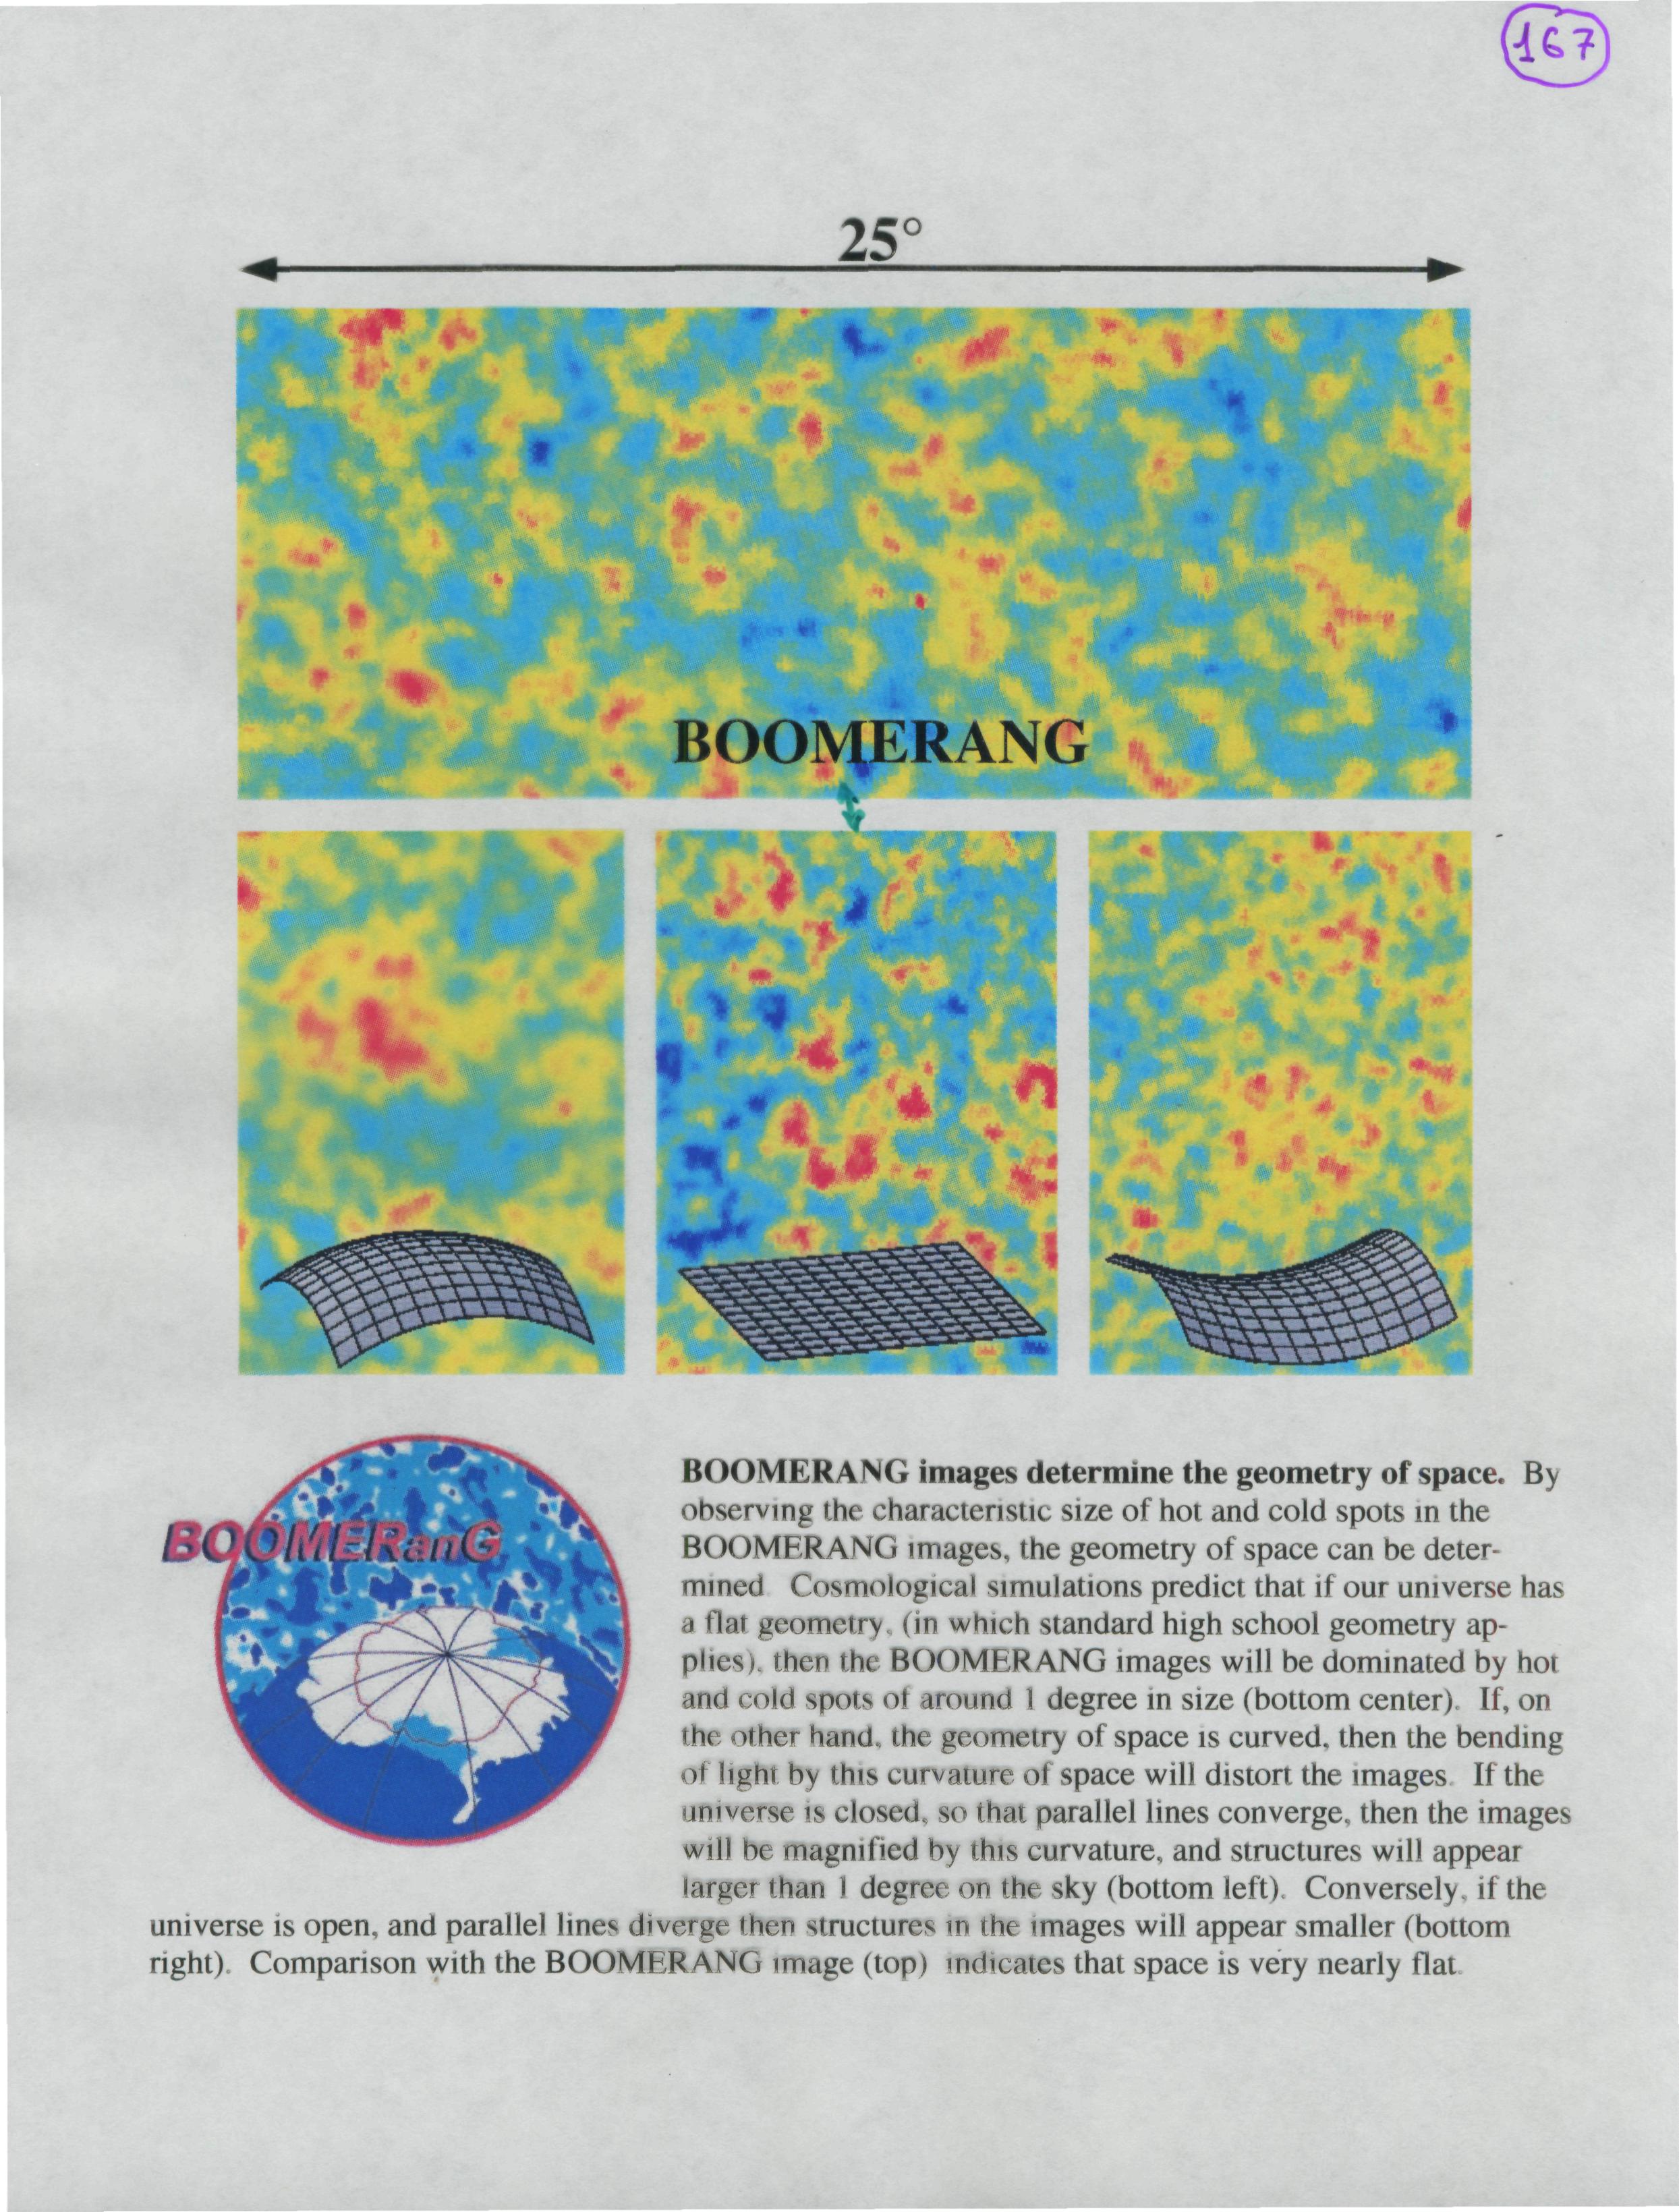 167
25°
BOOMERANG
BOOMERanG
BOOMERANG images determine the geometry of space. By
observing the characteristic size of hot and cold spots in the
BOOMERANG images, the geometry of space can be deter-
mined. Cosmological simulations predict that if our universe has
a flat geometry, (in which standard high school geometry ap-
plies), then the BOOMERANG images will be dominated by hot
and cold spots of around 1 degree in size (bottom center). If, on
the other hand, the geometry of space is curved, then the bending
of light by this curvature of space will distort the images. If the
universe is closed, so that parallel lines converge, then the images
will be magnified by this curvature, and structures will appear
larger than 1 degree on the sky (bottom left). Conversely, if the
universe is open, and parallel lines diverge then structures in the images will appear smaller (bottom
right). Comparison with the BOOMERANG image (top) indicates that space is very nearly flat.